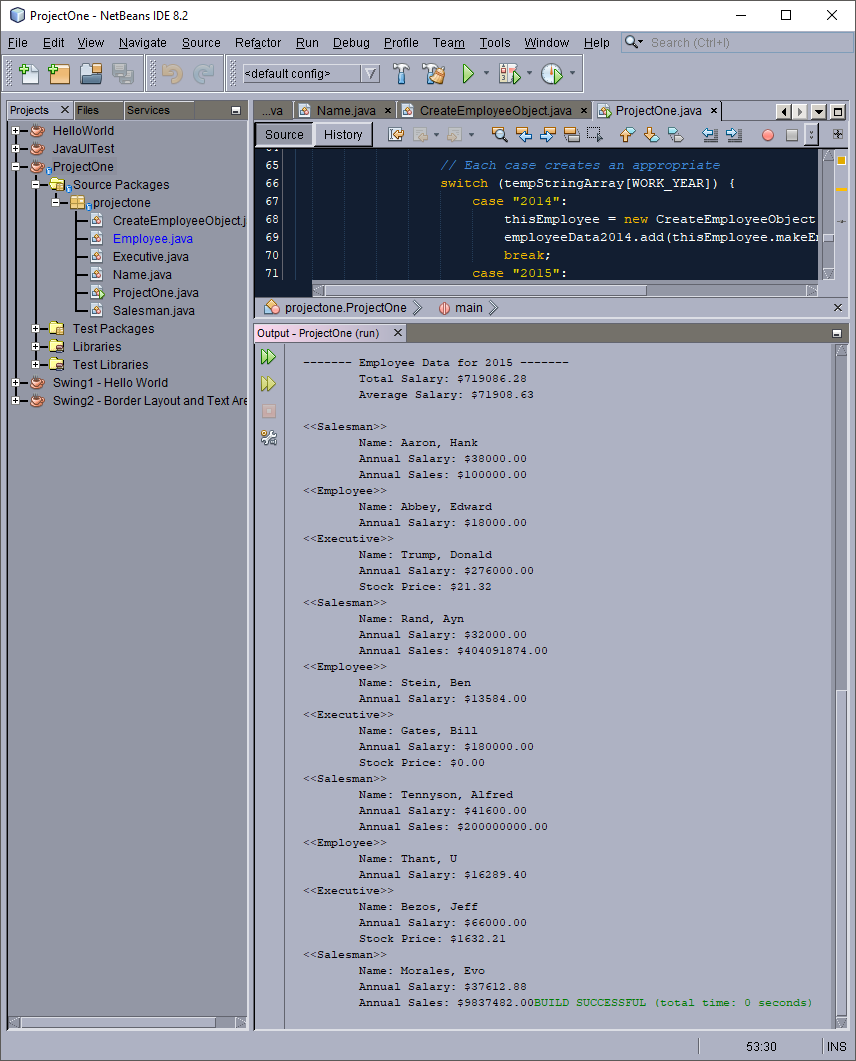 ProjectOne - NetBeans IDE 8.2
File Edit View Navigate Source Refactor Run Debug Profile Team Tools Window Help Search (Ctrl+I)
<default config>
Projects Files Services
HelloWorld
JavaUITest
ProjectOne
Source Packages
projectone
CreateEmployeeObject.j
Employee.java
Executive.java
Name.java
ProjectOne.java
Salesman.java
Test Packages
Libraries
Test Libraries
Swing1 - Hello World
Swing2 - Border Layout and Text Are
...va Name.java CreateEmployeeObject.java ProjectOne.java
Source History
65 // Each case creates an appropriate
66 switch (tempStringArray[WORK_YEAR]) {
67 case "2014":
68 thisEmployee = new CreateEmployeeObject
69 employeeData2014.add(thisEmployee.makeE
70 break;
71 case "2015":
projectone.ProjectOne main
Output - ProjectOne (run)
------- Employee Data for 2015 -------
Total Salary: $719086.28
Average Salary: $71908.63
<<Salesman>>
Name: Aaron, Hank
Annual Salary: $38000.00
Annual Sales: $100000.00
<<Employee>>
Name: Abbey, Edward
Annual Salary: $18000.00
<<Executive>>
Name: Trump, Donald
Annual Salary: $276000.00
Stock Price: $21.32
<<Salesman>>
Name: Rand, Ayn
Annual Salary: $32000.00
Annual Sales: $404091874.00
<<Employee>>
Name: Stein, Ben
Annual Salary: $13584.00
<<Executive>>
Name: Gates, Bill
Annual Salary: $180000.00
Stock Price: $0.00
<<Salesman>>
Name: Tennyson, Alfred
Annual Salary: $41600.00
Annual Sales: $200000000.00
<<Employee>>
Name: Thant, U
Annual Salary: $16289.40
<<Executive>>
Name: Bezos, Jeff
Annual Salary: $66000.00
Stock Price: $1632.21
<<Salesman>>
Name: Morales, Evo
Annual Salary: $37612.88
Annual Sales: $9837482.00BUILD SUCCESSFUL (total time: 0 seconds)
53:30 INS